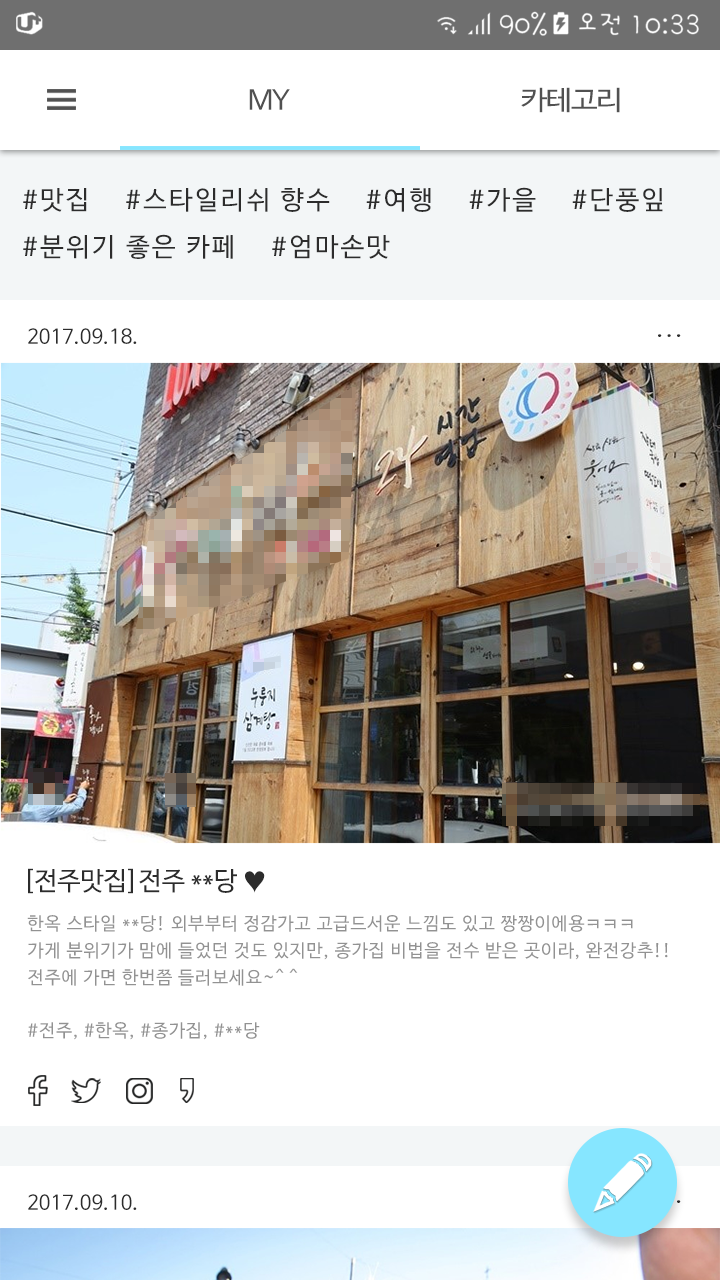 90% 오전 10:33
MY 카테고리
#맛집 #스타일리쉬 향수 #여행 #가을 #단풍잎
#분위기 좋은 카페 #엄마손맛
2017.09.18. ...
24 시간
영업
누룽지
삼계탕
[전주맛집]전주 **당 ♥
한옥 스타일 **당! 외부부터 정감가고 고급드서운 느낌도 있고 짱짱이에용ㅋㅋㅋ
가게 분위기가 맘에 들었던 것도 있지만, 종가집 비법을 전수 받은 곳이라, 완전강추!!
전주에 가면 한번쯤 들러보세요~^^
#전주, #한옥, #종가집, #**당
2017.09.10.